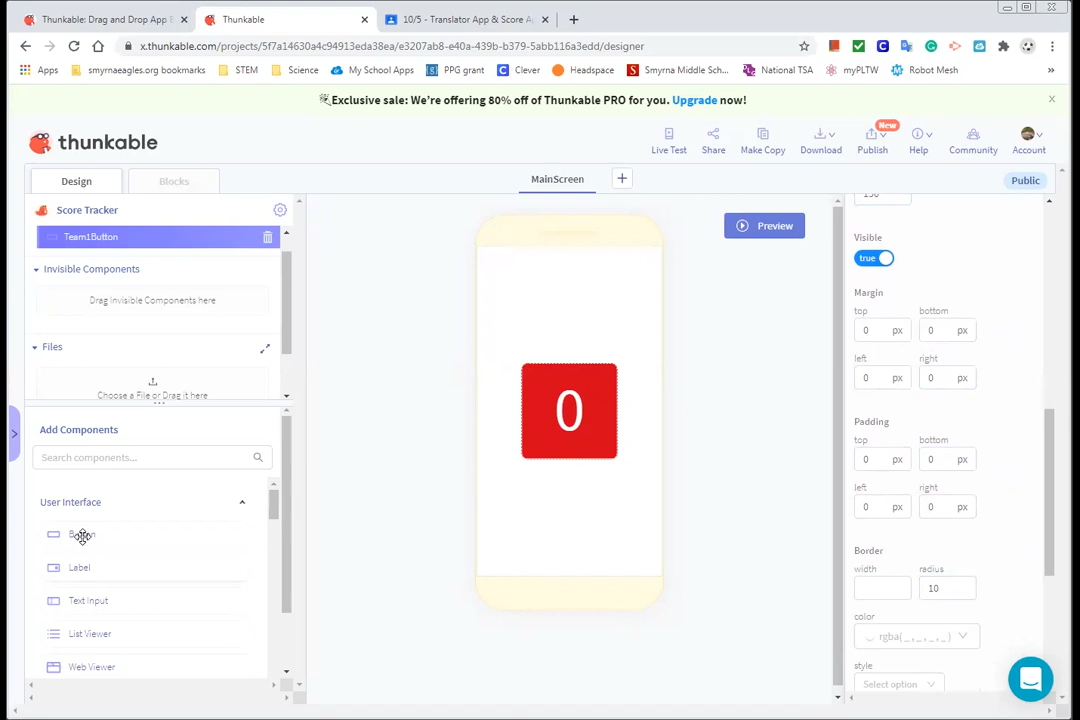 Thunkable: Drag and Drop App B
Thunkable
10/5 - Translator App & Score Ap
x.thunkable.com/projects/5f7a14630a4c94913eda38ea/e3207ab8-e40a-439b-b379-5abb116a3edd/designer
Apps
smyrnaeagles.org bookmarks
STEM
Science
My School Apps
PPG grant
Clever
Headspace
Smyrna Middle Sch...
National TSA
myPLTW
Robot Mesh
Exclusive sale: We're offering 80% off of Thunkable PRO for you. Upgrade now!
thunkable
New
Live Test
Share
Make Copy
Download
Publish
Help
Community
Account
Design
Blocks
MainScreen
Public
Score Tracker
Team1Button
Invisible Components
Drag Invisible Components here
Files
Choose a File or Drag it here
Add Components
Search components...
User Interface
Button
Label
Text Input
List Viewer
Web Viewer
Preview
0
Visible
true
Margin
top bottom
0 px 0 px
left right
0 px 0 px
Padding
top bottom
0 px 0 px
left right
0 px 0 px
Border
width radius
10
color
rgba(_,_,_,_)
style
Select option